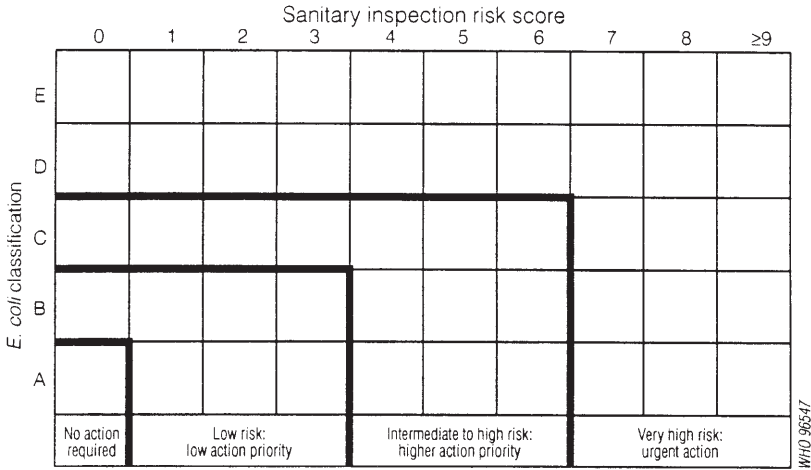 Sanitary inspection risk score
0 1 2 3 4 5 6 7 8 ≥9
E. coli classification
E
D
C
B
A
No action
required
Low risk:
low action priority
Intermediate to high risk:
higher action priority
Very high risk:
urgent action
WHO 96547